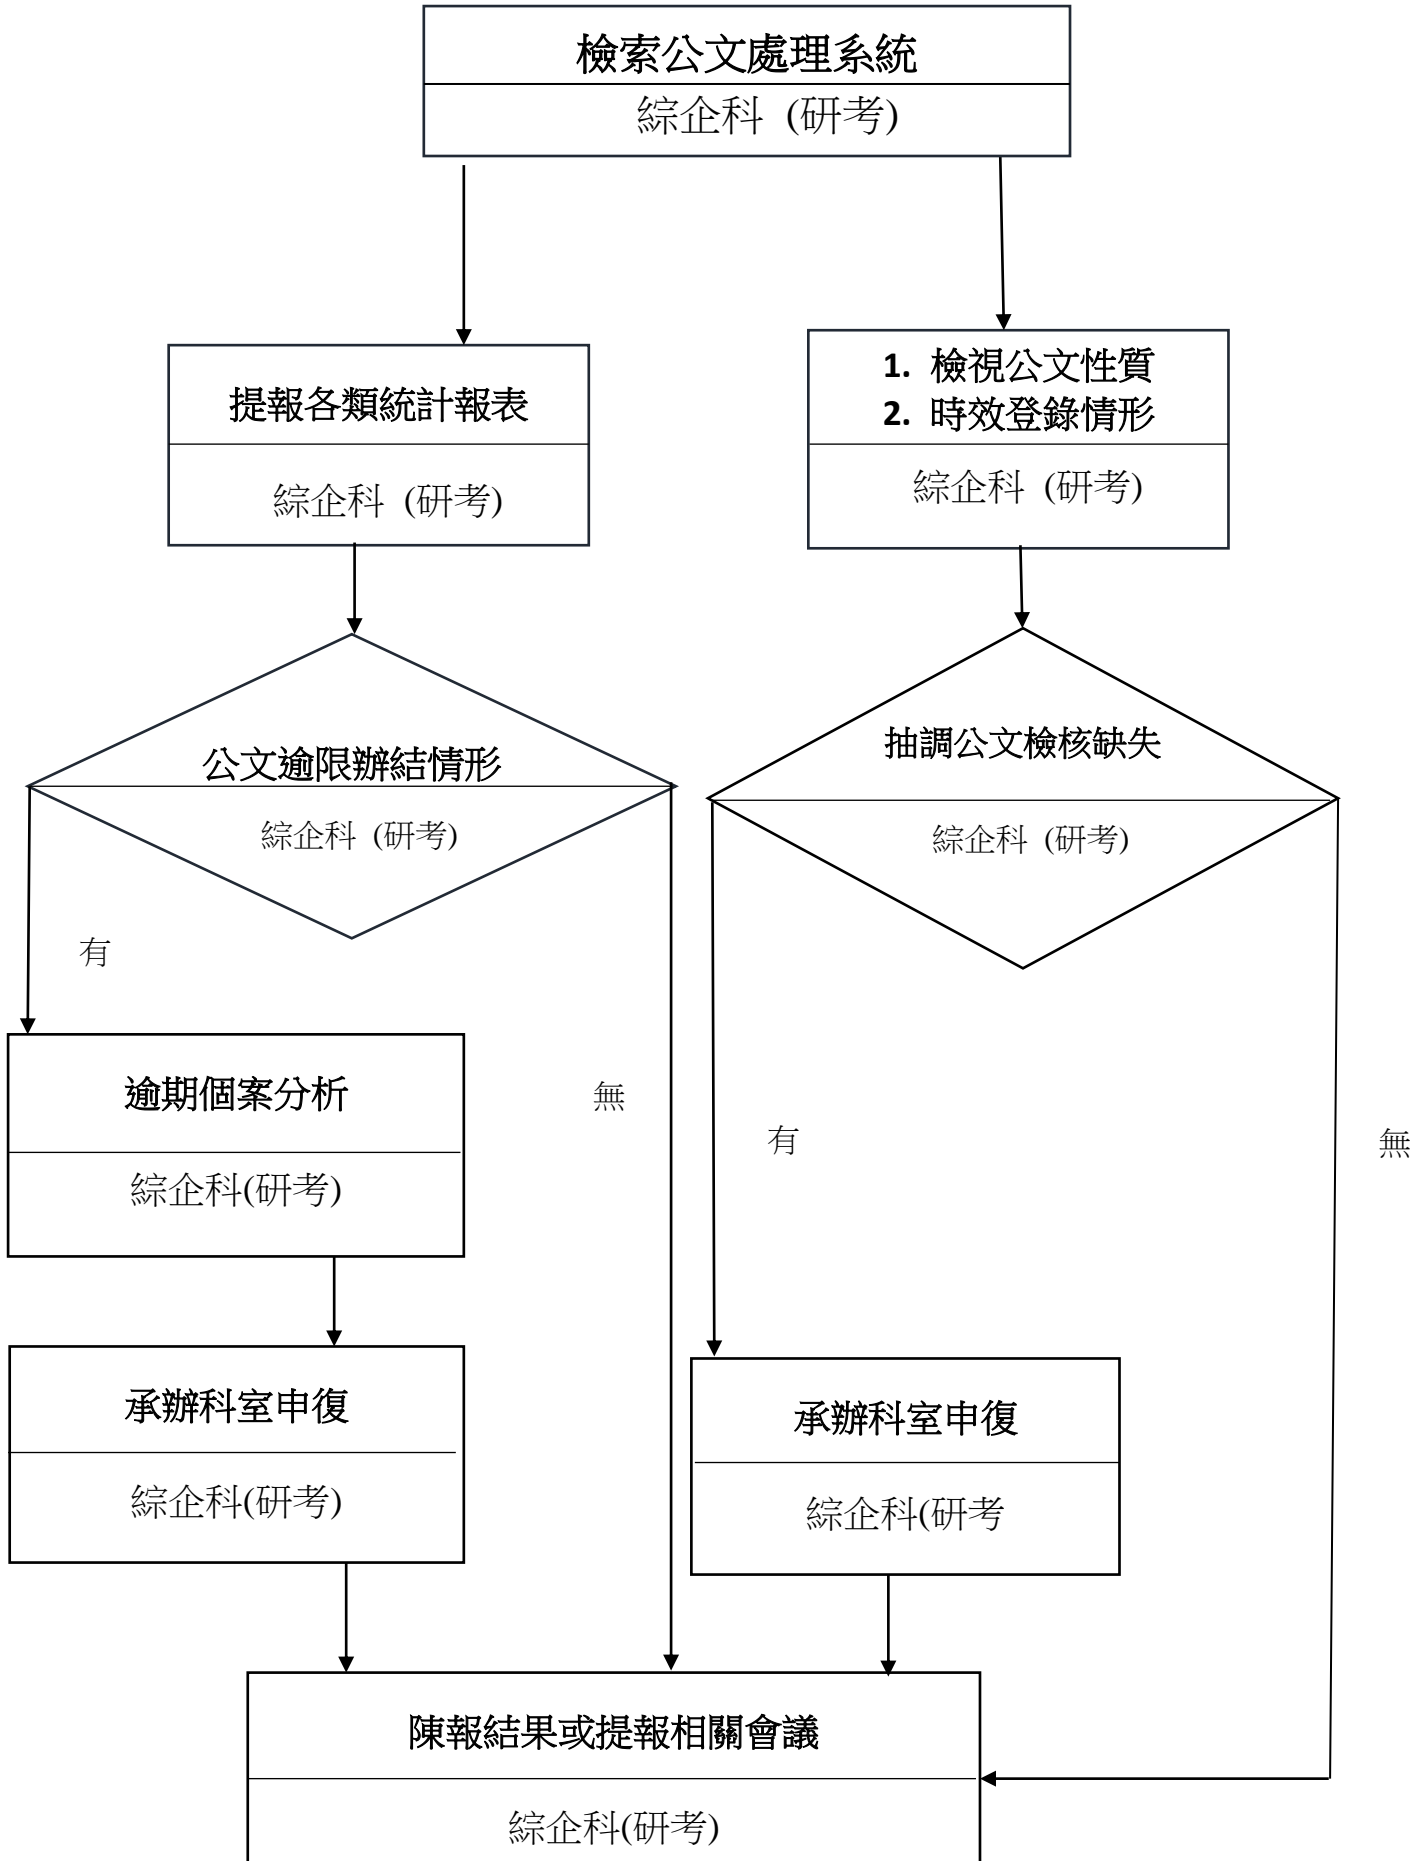 檢索公文處理系統
綜企科 (研考)
提報各類統計報表
綜企科 (研考)
1. 檢視公文性質
2. 時效登錄情形
綜企科 (研考)
公文逾限辦結情形
綜企科 (研考)
抽調公文檢核缺失
綜企科 (研考)
有
無
有
無
逾期個案分析
綜企科(研考)
承辦科室申復
綜企科(研考)
承辦科室申復
綜企科(研考
陳報結果或提報相關會議
綜企科(研考)